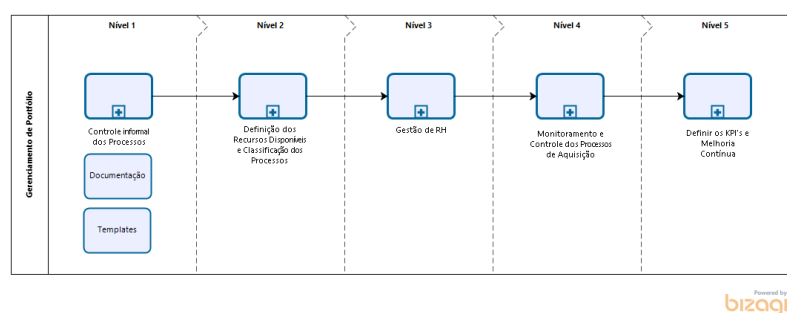 Gerenciamento de Portfólio
Nível 1
Nível 2
Nível 3
Nível 4
Nível 5
Controle informal
dos Processos
Definição dos
Recursos Disponíveis
e Classificação dos
Processos
Gestão de RH
Monitoramento e
Controle dos Processos
de Aquisição
Definir os KPI's e
Melhoria
Contínua
Documentação
Templates
Powered by
bizagi